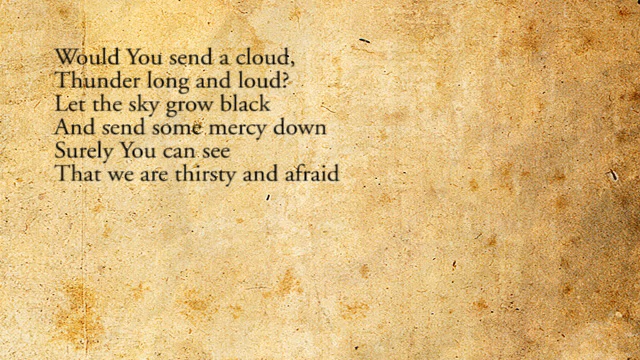 Would You send a cloud,
Thunder long and loud?
Let the sky grow black
And send some mercy down
Surely You can see
That we are thirsty and afraid